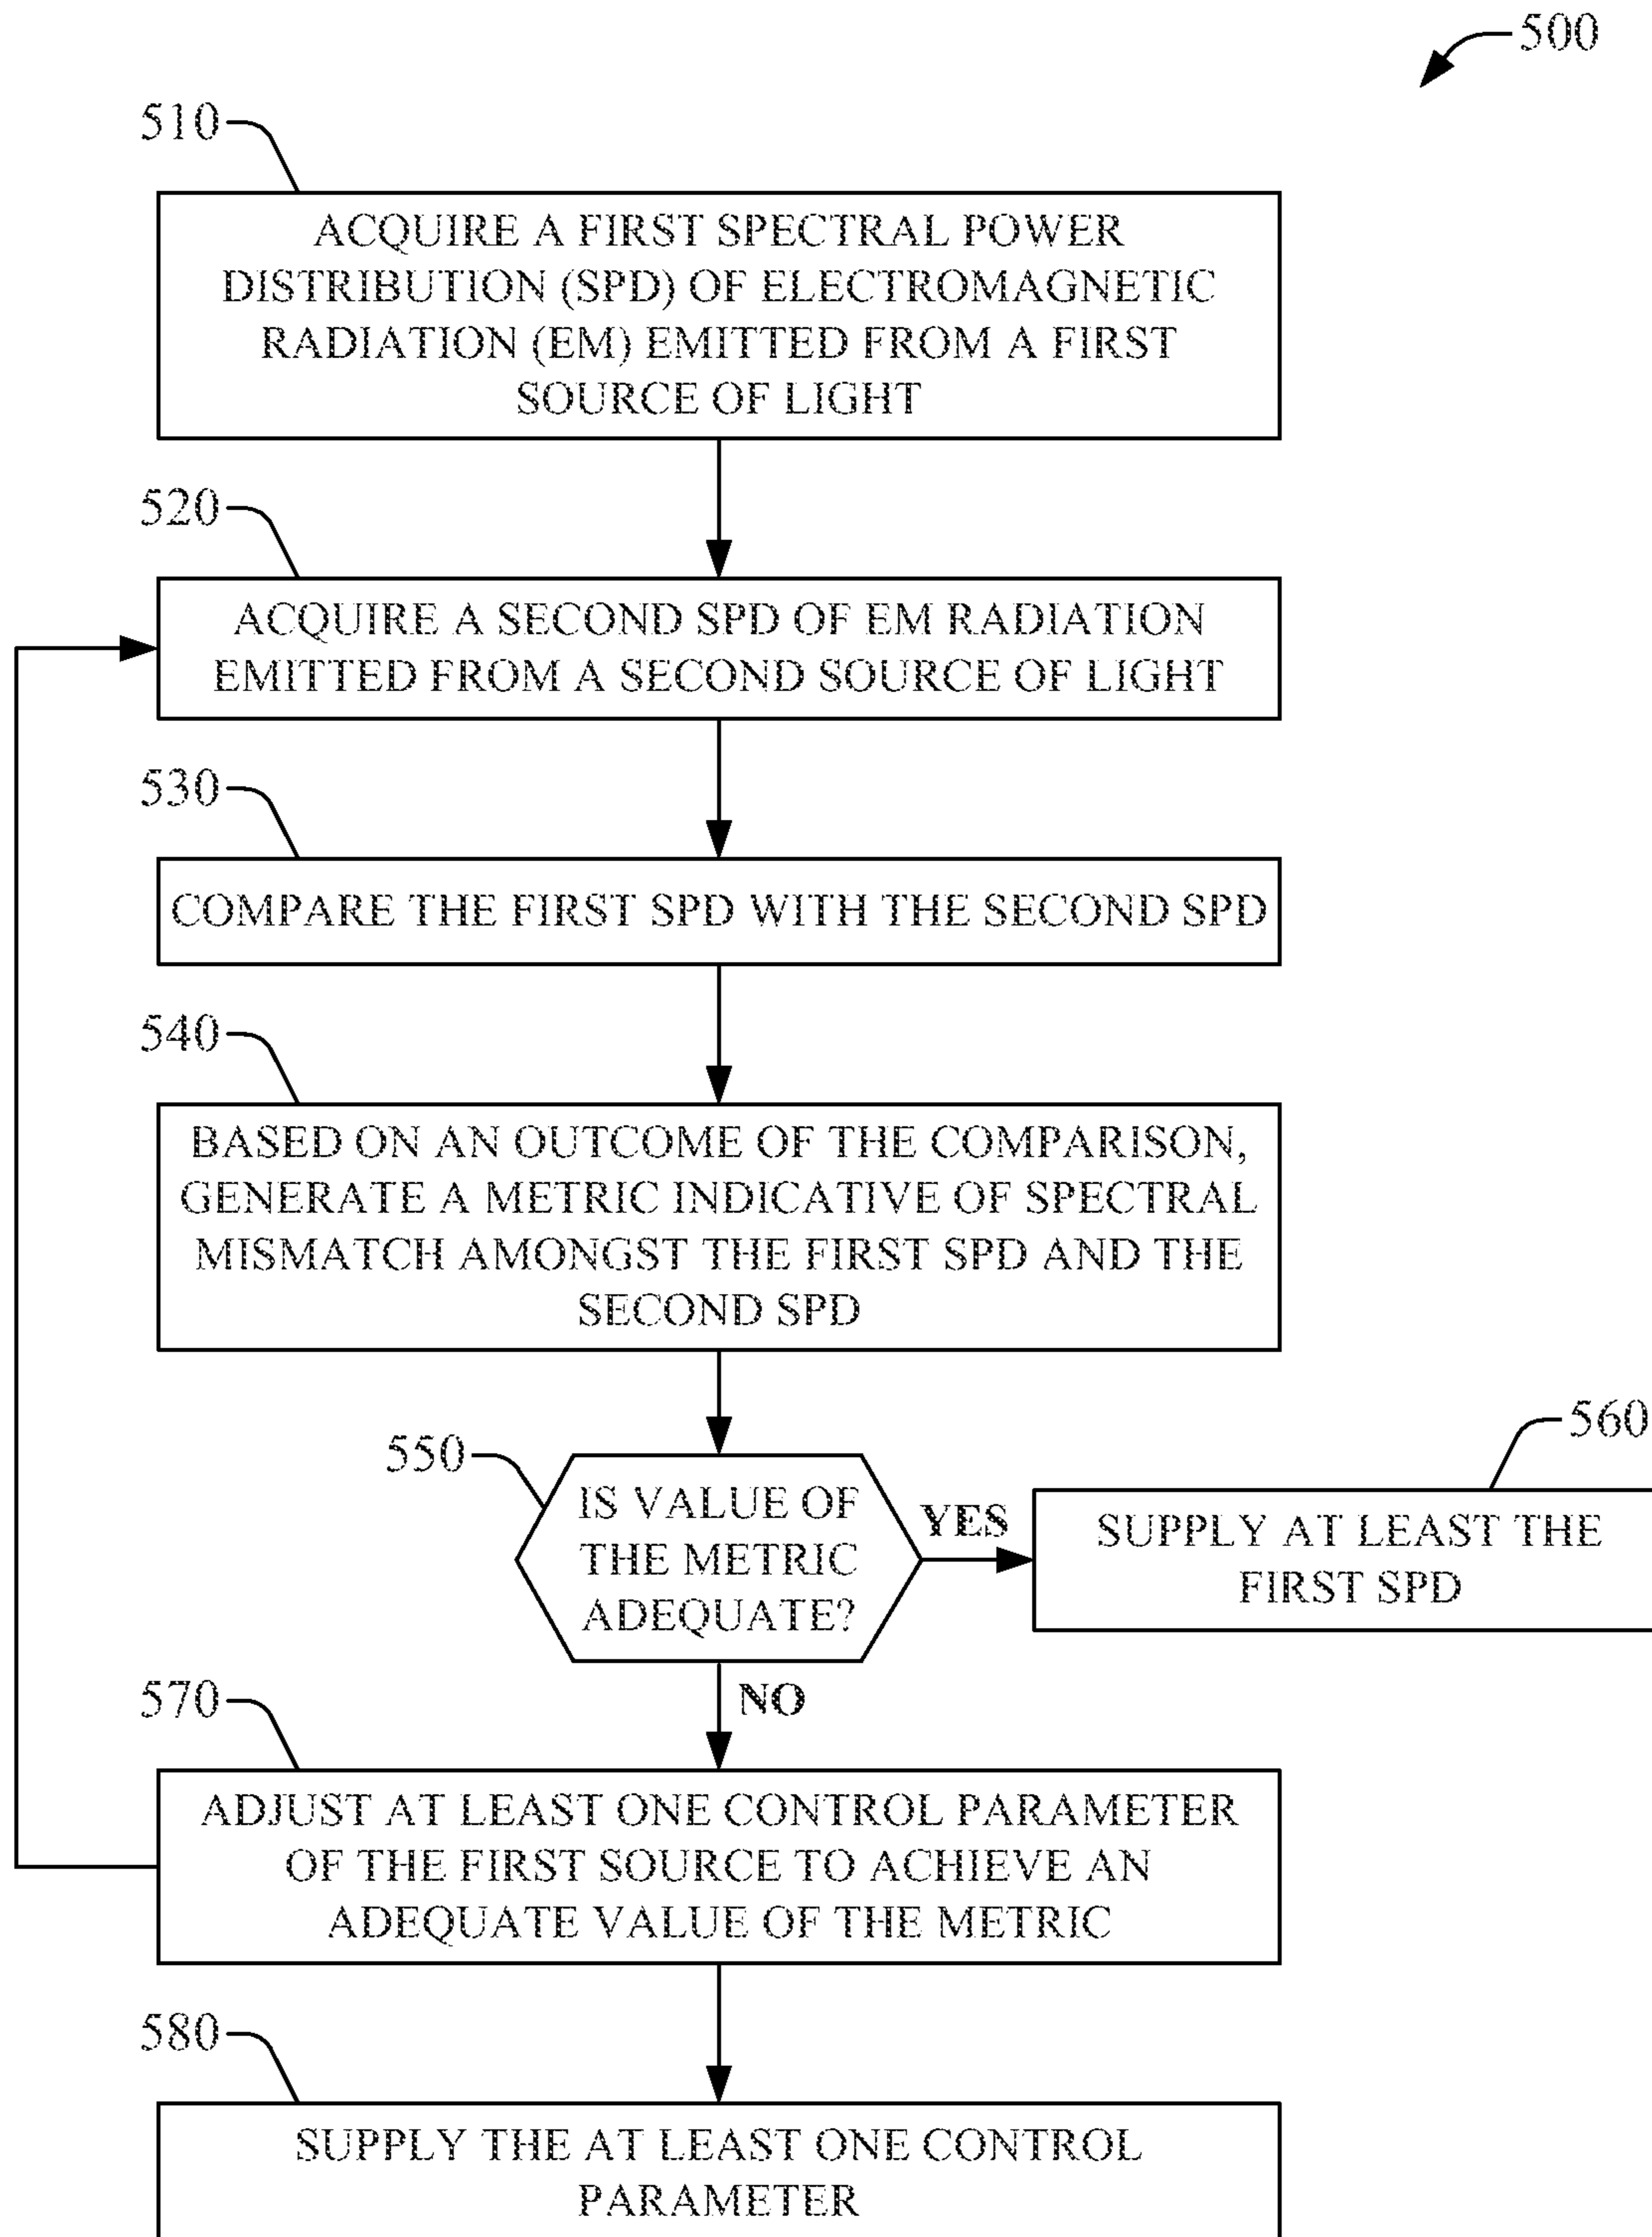 500
510
ACQUIRE A FIRST SPECTRAL POWER
DISTRIBUTION (SPD) OF ELECTROMAGNETIC
RADIATION (EM) EMITTED FROM A FIRST
SOURCE OF LIGHT
520
ACQUIRE A SECOND SPD OF EM RADIATION
EMITTED FROM A SECOND SOURCE OF LIGHT
530
COMPARE THE FIRST SPD WITH THE SECOND SPD
540
BASED ON AN OUTCOME OF THE COMPARISON,
GENERATE A METRIC INDICATIVE OF SPECTRAL
MISMATCH AMONGST THE FIRST SPD AND THE
SECOND SPD
550
IS VALUE OF
THE METRIC
ADEQUATE?
YES
560
SUPPLY AT LEAST THE
FIRST SPD
NO
570
ADJUST AT LEAST ONE CONTROL PARAMETER
OF THE FIRST SOURCE TO ACHIEVE AN
ADEQUATE VALUE OF THE METRIC
580
SUPPLY THE AT LEAST ONE CONTROL
PARAMETER